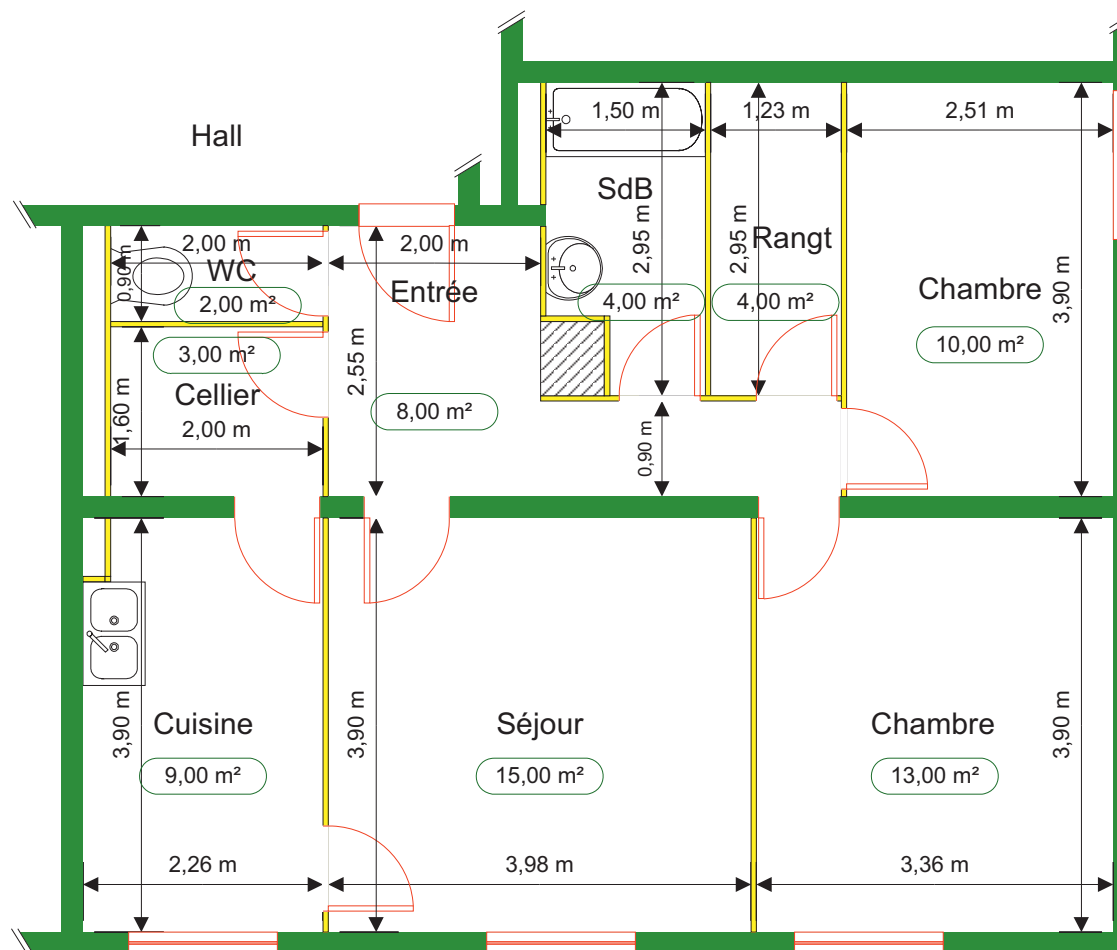 1,50 m
1,23 m
2,51 m
Hall
SdB
2,95 m
2,95 m
Rangt
2,00 m
2,00 m
0,90 m
WC
Entrée
Chambre
3,90 m
2,00 m²
4,00 m²
4,00 m²
10,00 m²
3,00 m²
2,55 m
Cellier
8,00 m²
1,60 m
2,00 m
0,90 m
3,90 m
Cuisine
3,90 m
Séjour
Chambre
3,90 m
9,00 m²
15,00 m²
13,00 m²
2,26 m
3,98 m
3,36 m